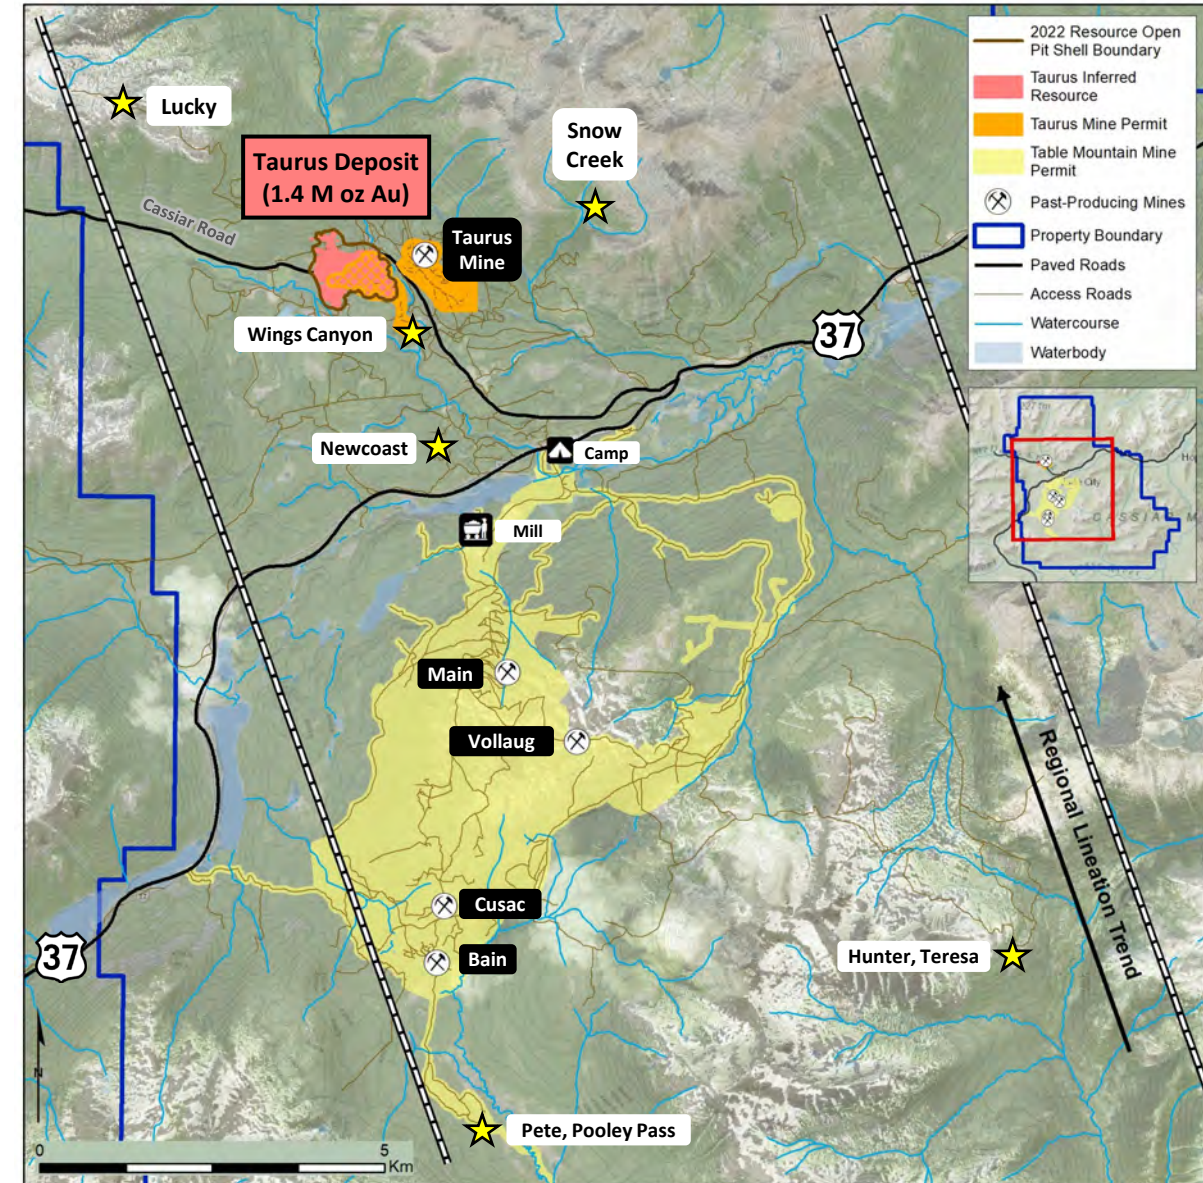 Lucky
Taurus Deposit
(1.4 M oz Au)
Snow
Creek
Cassiar Road
Taurus
Mine
Wings Canyon
37
Newcoast
Camp
Mill
Main
Vollaug
Cusac
Bain
37
Hunter, Teresa
Pete, Pooley Pass
Regional Lineation Trend
N
0 5
Km
2022 Resource Open
Pit Shell Boundary
Taurus Inferred
Resource
Taurus Mine Permit
Table Mountain Mine
Permit
Past-Producing Mines
Property Boundary
Paved Roads
Access Roads
Watercourse
Waterbody
City